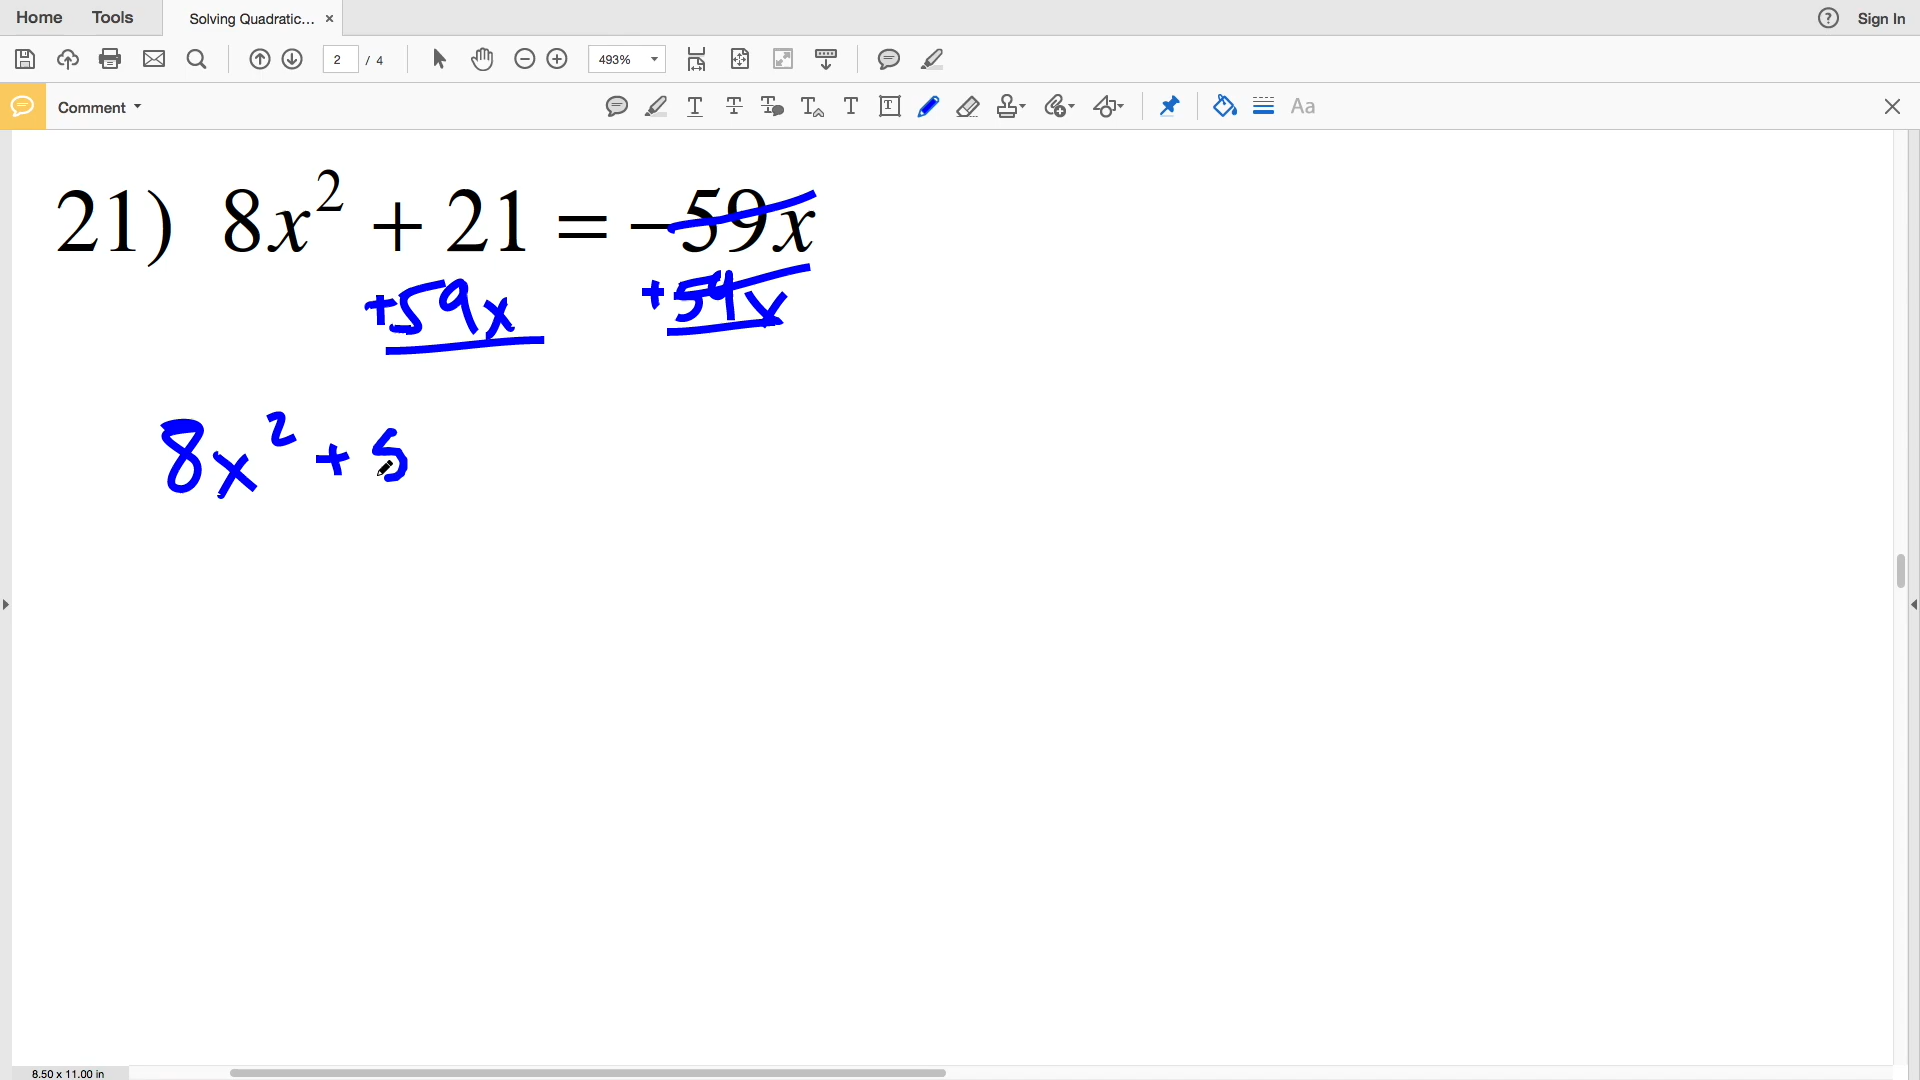 Home Tools Solving Quadratic... × Sign In
2 / 4 493%
Comment Aa
21) 8x² + 21 = −59x
+59x +59x
8x² + 5
8.50 x 11.00 in